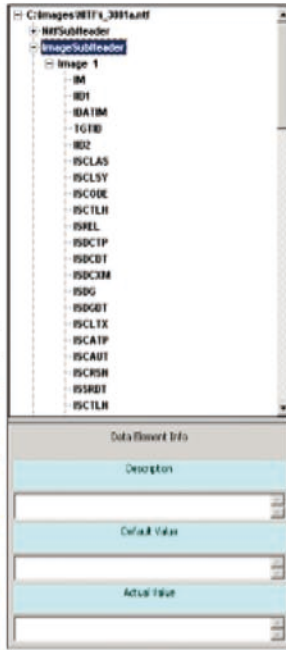 C:\Images\NITFs_3001a.ntf
NitfSubHeader
ImageSubHeader
Image 1
IM
IID1
IDATIM
TGTID
IID2
ISCLAS
ISCLSY
ISCODE
ISCTLH
ISREL
ISDCTP
ISDCDT
ISDCXM
ISDG
ISDGDT
ISCLTX
ISCATP
ISCAUT
ISCRSN
ISSRDT
ISCTLN
Data Element Info
Description
Default Value
Actual Value